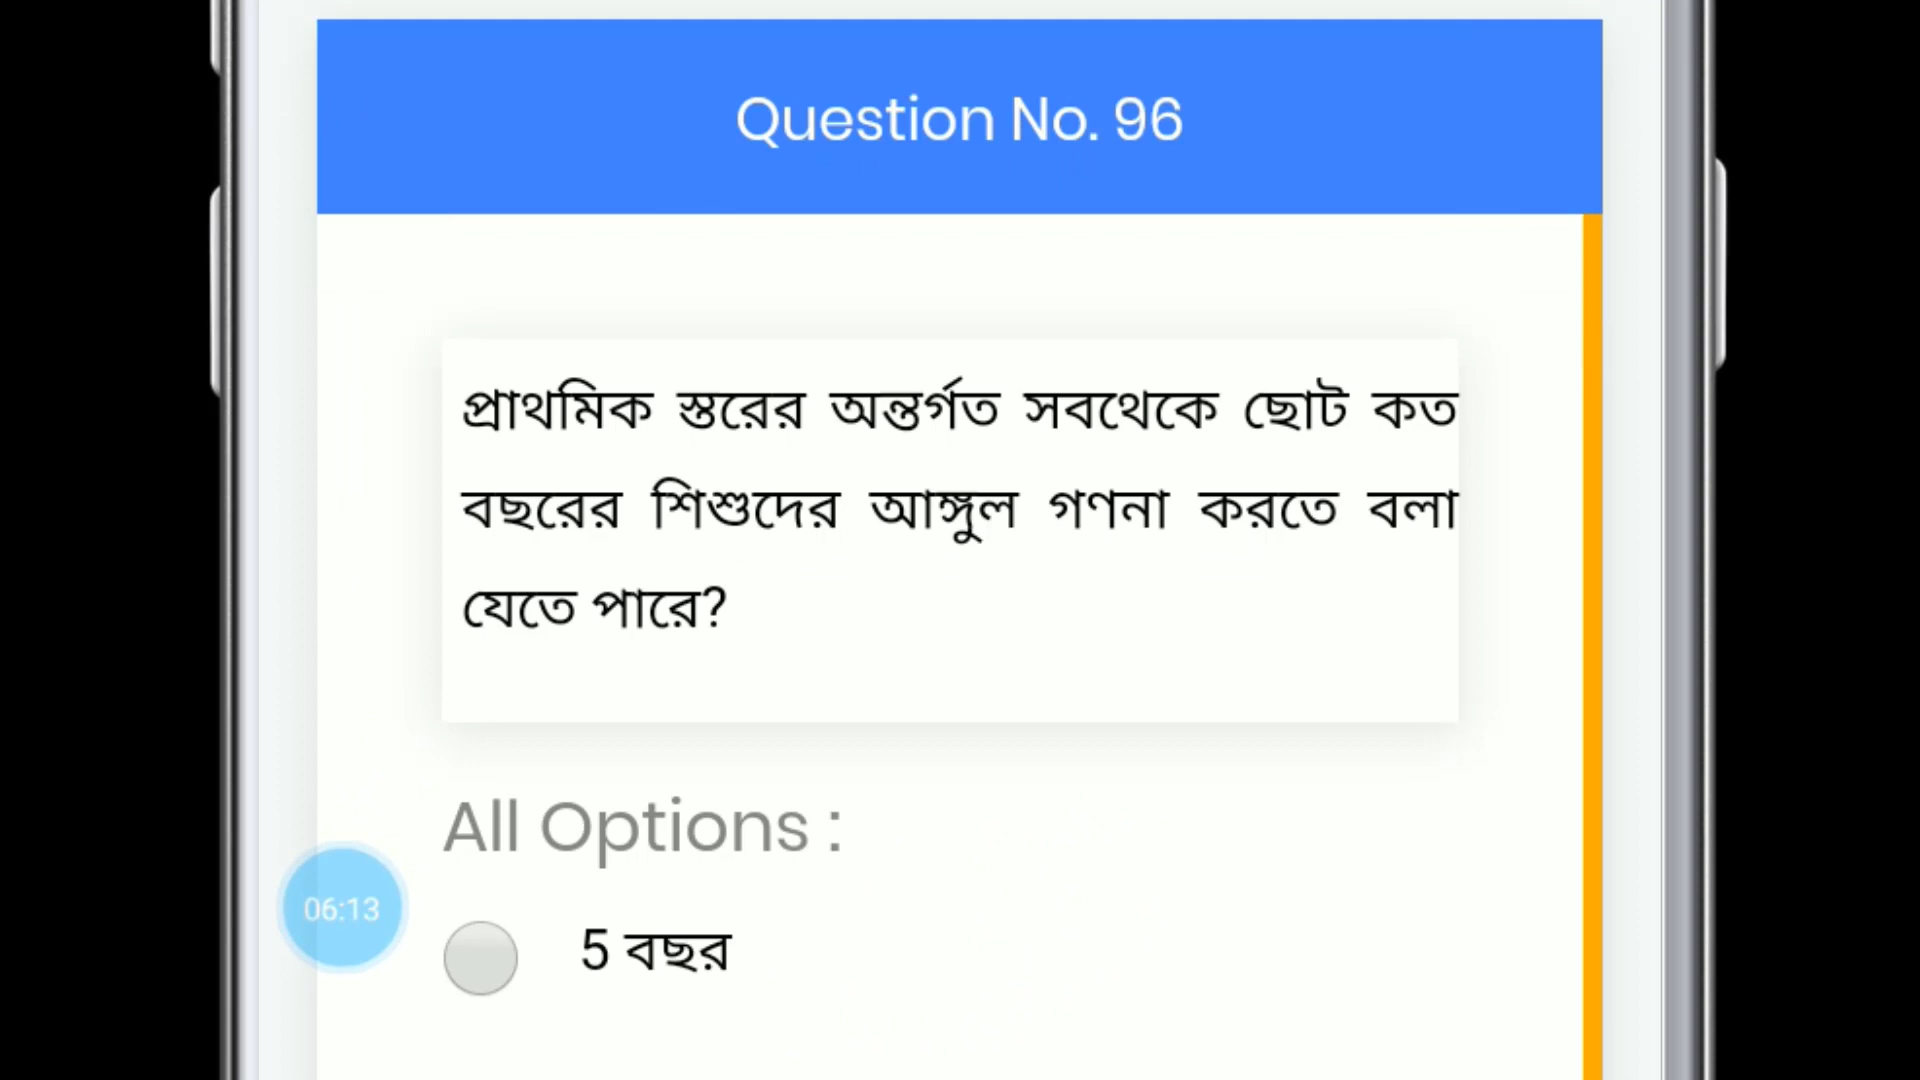 Question No. 96
প্রাথমিক স্তরের অন্তর্গত সবথেকে ছোট কত
বছরের শিশুদের আঙ্গুল গণনা করতে বলা
যেতে পারে?
All Options :
06:13
5 বছর